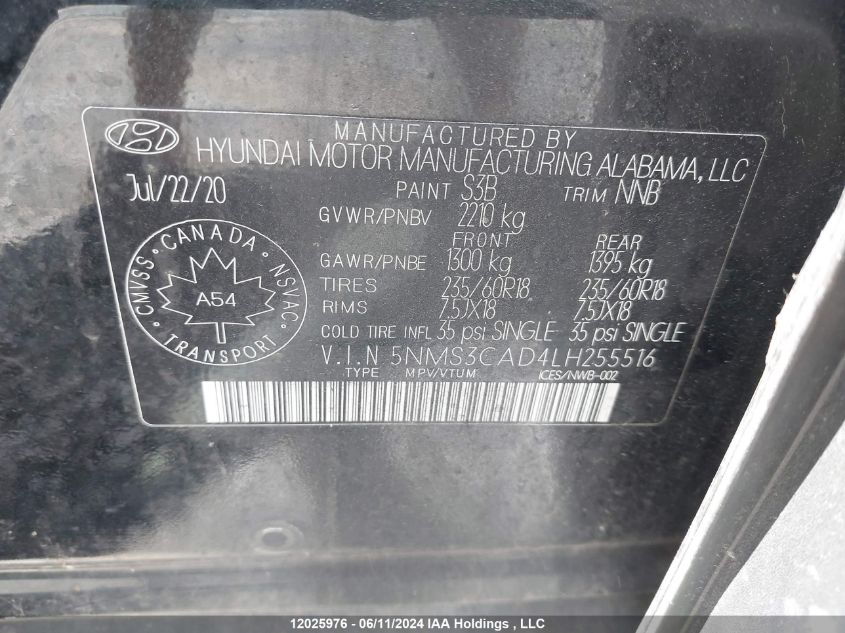 MANUFACTURED BY
HYUNDAI MOTOR MANUFACTURING ALABAMA, LLC
Jul/22/20 PAINT S3B TRIM NNB
GVWR/PNBV 2210 kg
FRONT REAR
GAWR/PNBE 1300 kg 1395 kg
TIRES 235/60R18 235/60R18
RIMS 7.5JX18 7.5JX18
COLD TIRE INFL 35 psi SINGLE 35 psi SINGLE
V.I.N 5NMS3CAD4LH255516
TYPE MPV/VTUM ICES/NWB-002
CMVSS CANADA NSVAC
A54
TRANSPORT
12025976 - 06/11/2024 IAA Holdings , LLC